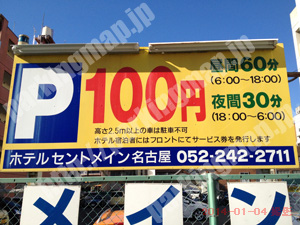 P
100円
昼間60分
(6:00〜18:00)
夜間30分
(18:00〜6:00)
高さ2.5m以上の車は駐車不可
ホテル宿泊者にはフロントにてサービス券を発行します
ホテル セントメイン名古屋 052-242-2711
メイン